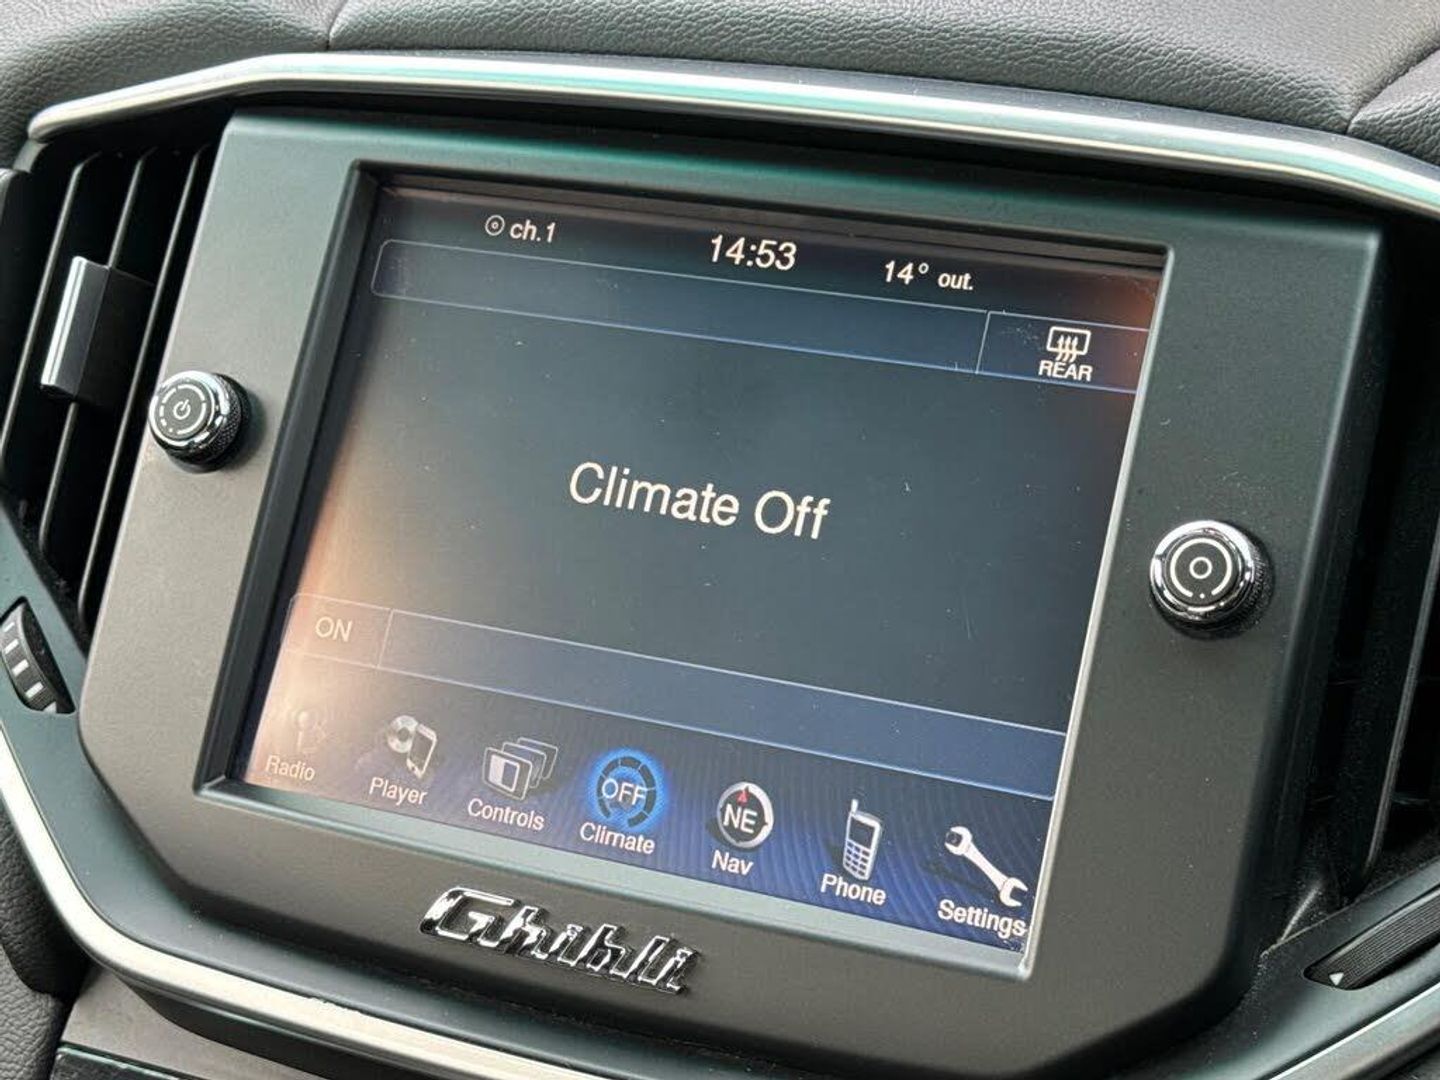 ch.1
14:53
14° out.
REAR
Climate Off
ON
Radio
Player
Controls
OFF
Climate
NE
Nav
Phone
Settings
Ghibli